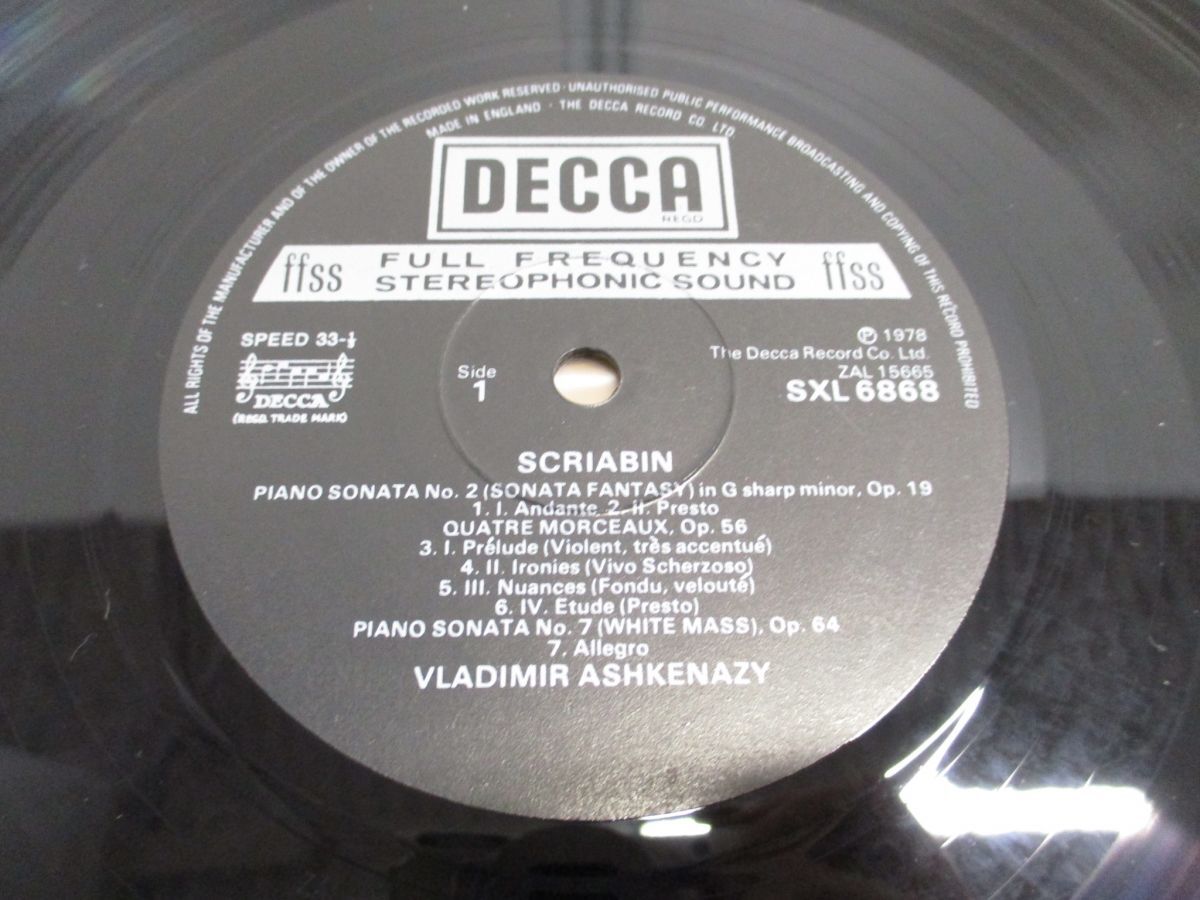 ALL RIGHTS OF THE MANUFACTURER AND OF THE OWNER OF THE RECORDED WORK RESERVED · UNAUTHORISED PUBLIC PERFORMANCE BROADCASTING AND COPYING OF THIS RECORD PROHIBITED
MADE IN ENGLAND · THE DECCA RECORD CO. LTD.
DECCA
REGD
ffss FULL FREQUENCY STEREOPHONIC SOUND ffss
SPEED 33-⅓
DECCA
(REGD. TRADE MARK)
Side
1
Ⓟ 1978
The Decca Record Co. Ltd.
ZAL 15665
SXL 6868
SCRIABIN
PIANO SONATA No. 2 (SONATA FANTASY) in G sharp minor, Op. 19
1. I. Andante 2. II. Presto
QUATRE MORCEAUX, Op. 56
3. I. Prélude (Violent, très accentué)
4. II. Ironies (Vivo Scherzoso)
5. III. Nuances (Fondu, velouté)
6. IV. Etude (Presto)
PIANO SONATA No. 7 (WHITE MASS), Op. 64
7. Allegro
VLADIMIR ASHKENAZY